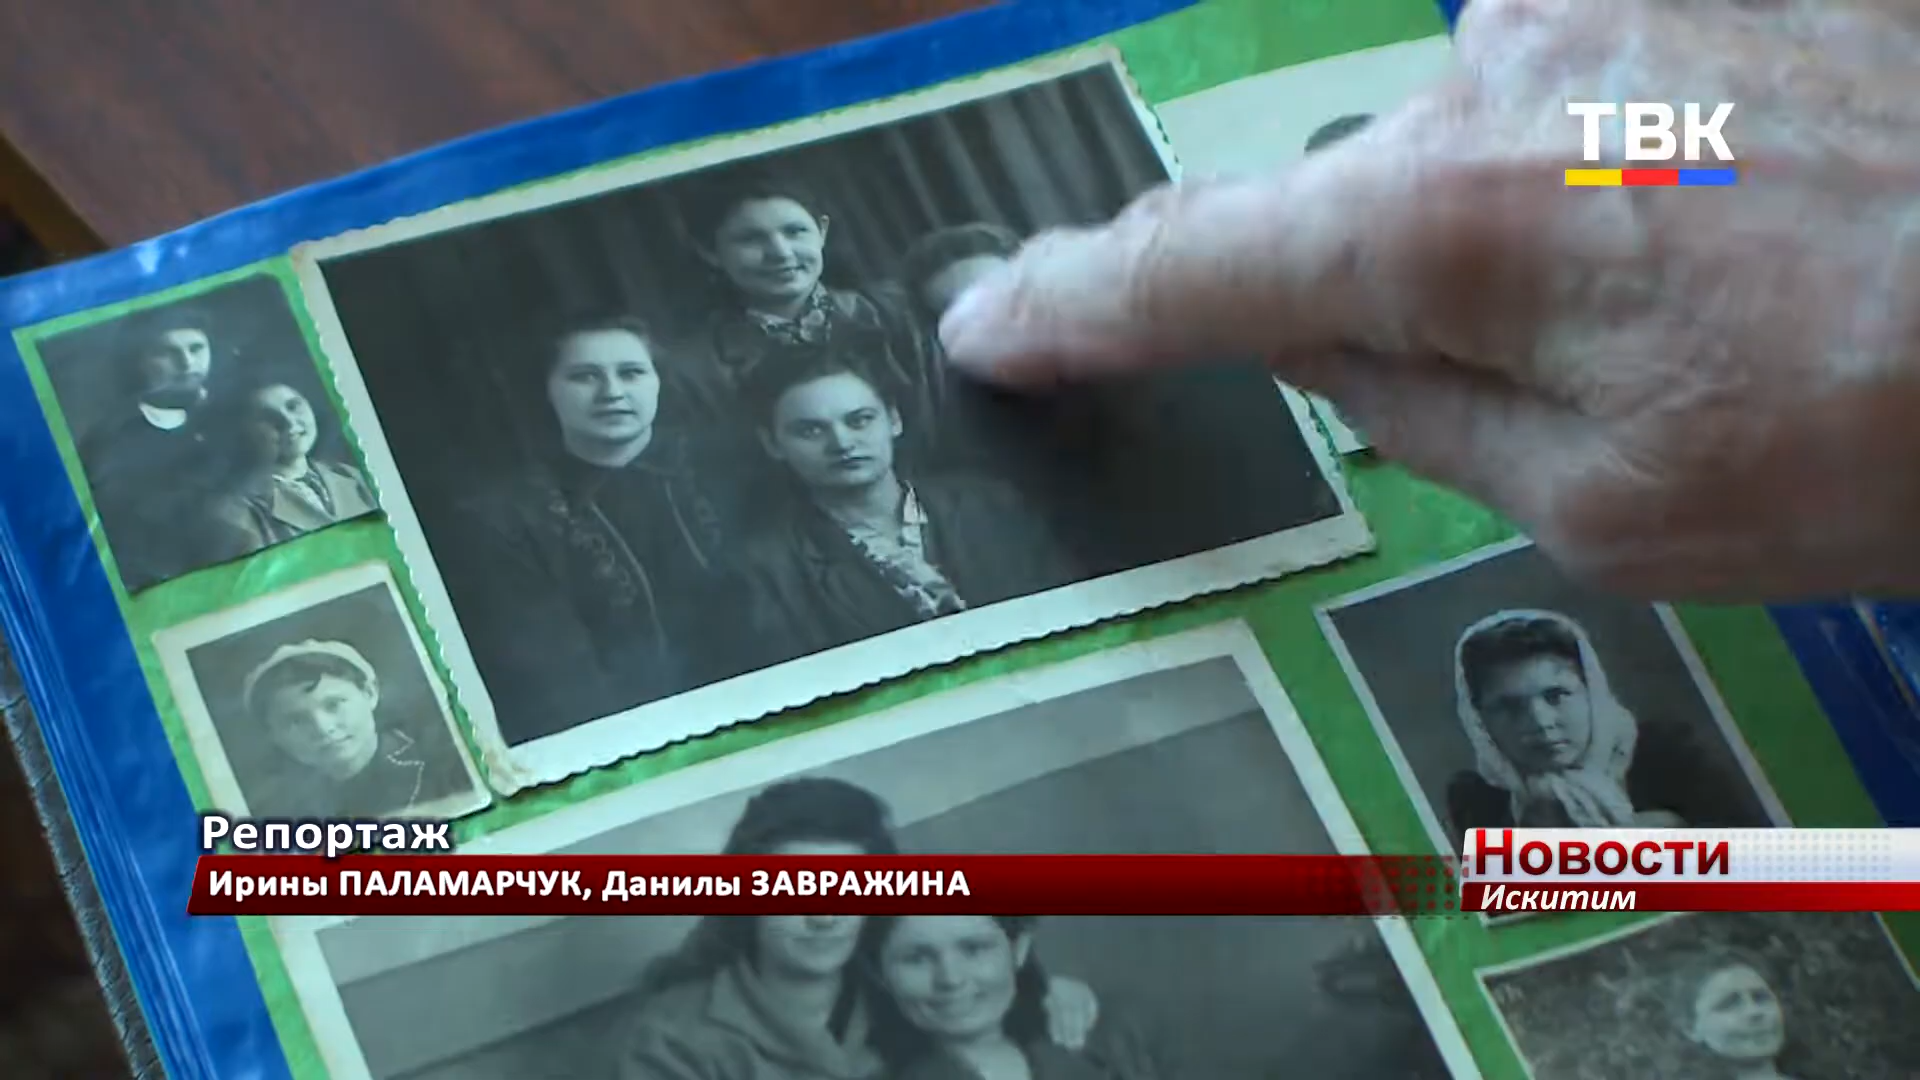 ТВК
Репортаж
Ирины ПАЛАМАРЧУК, Данилы ЗАВРАЖИНА
Новости
Искитим